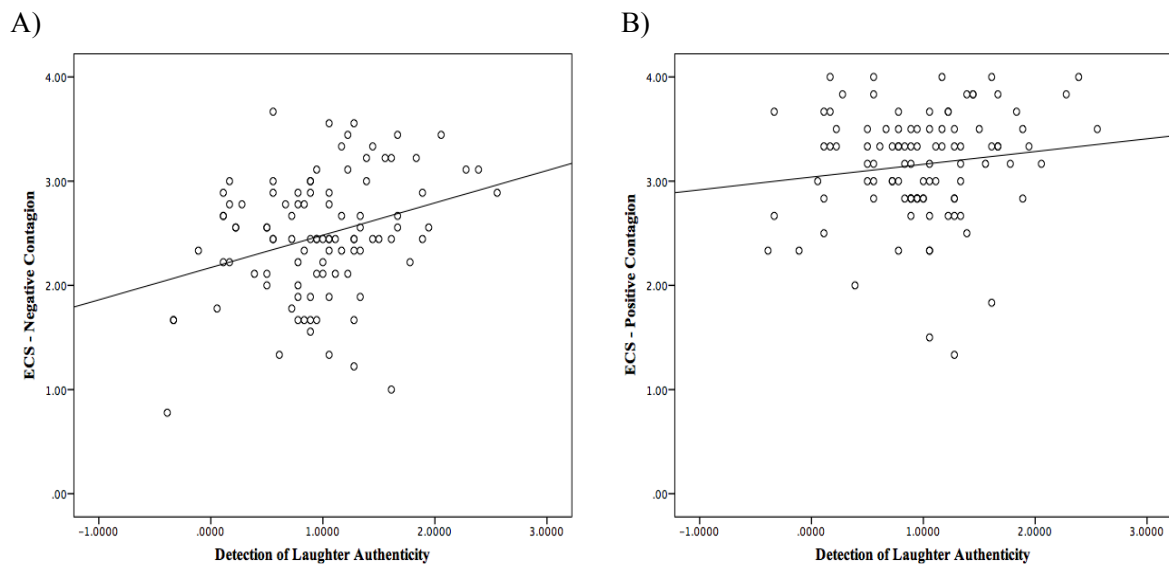 A)
4.00
3.00
2.00
1.00
.00
ECS - Negative Contagion
−1.0000 .0000 1.0000 2.0000 3.0000
Detection of Laughter Authenticity
B)
4.00
3.00
2.00
1.00
.00
ECS - Positive Contagion
−1.0000 .0000 1.0000 2.0000 3.0000
Detection of Laughter Authenticity